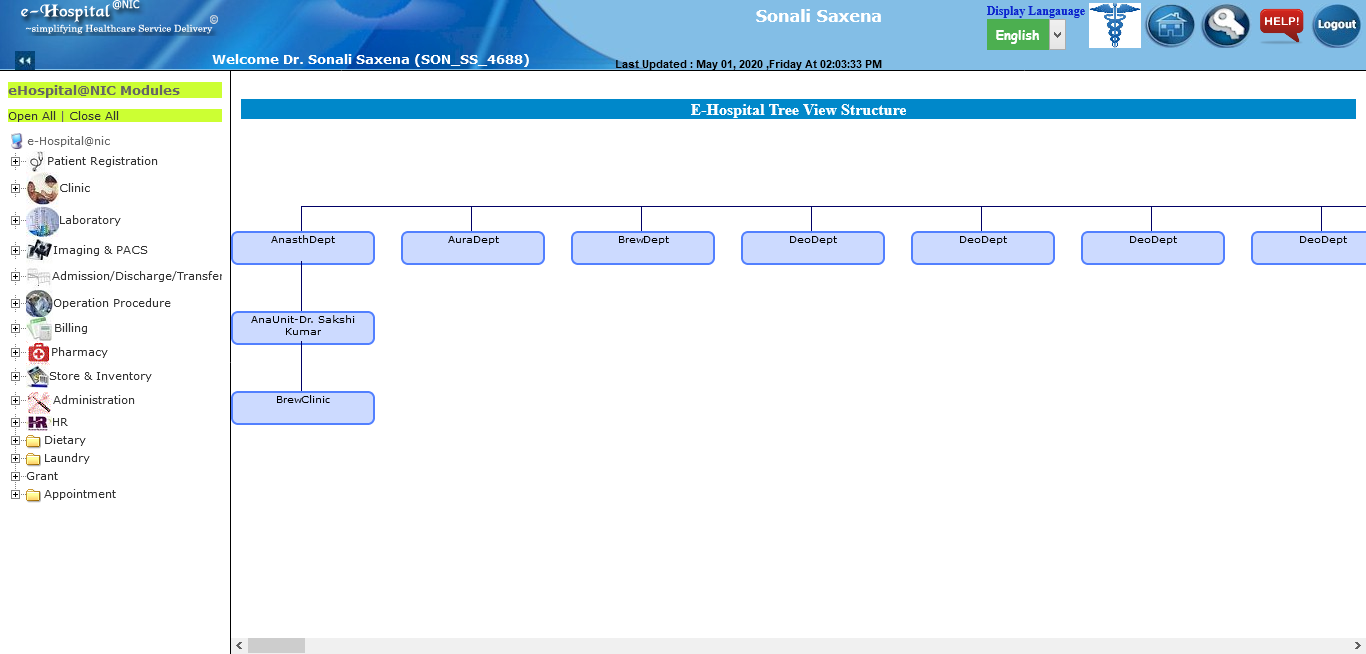 e-Hospital @NIC ©
~simplifying Healthcare Service Delivery
Sonali Saxena
Display Langauage
English
HELP!
Logout
Welcome Dr. Sonali Saxena (SON_SS_4688)
Last Updated : May 01, 2020 ,Friday At 02:03:33 PM
eHospital@NIC Modules
Open All | Close All
e-Hospital@nic
Patient Registration
Clinic
Laboratory
Imaging & PACS
Admission/Discharge/Transfer
Operation Procedure
Billing
Pharmacy
Store & Inventory
Administration
HR HR
Dietary
Laundry
Grant
Appointment
E-Hospital Tree View Structure
AnasthDept
AuraDept
BrewDept
DeoDept
DeoDept
DeoDept
DeoDept
AnaUnit-Dr. Sakshi
Kumar
BrewClinic